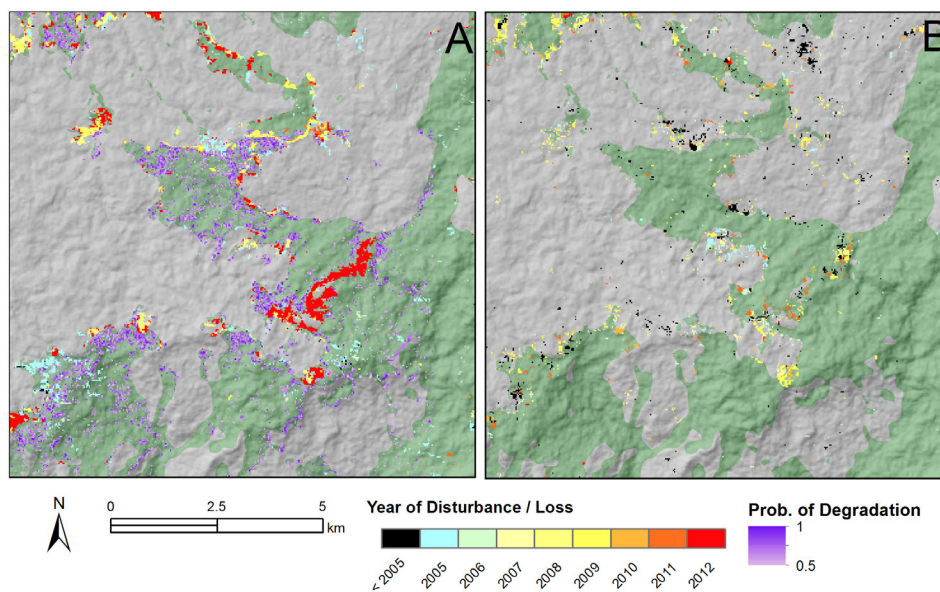 A
B
N
0 2.5 5
km
Year of Disturbance / Loss
< 2005 2005 2006 2007 2008 2009 2010 2011 2012
Prob. of Degradation
1
0.5